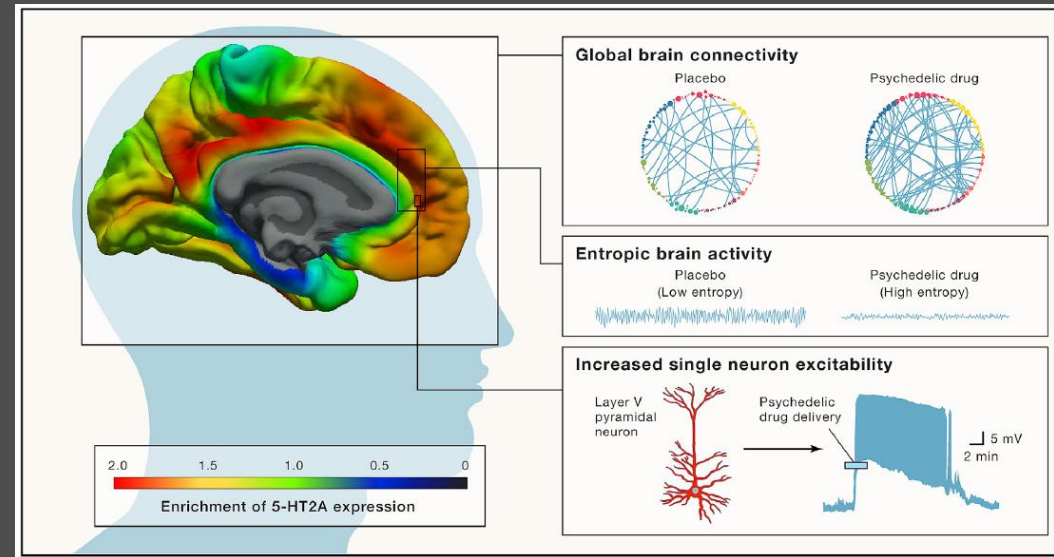 Global brain connectivity
Placebo
Psychedelic drug
Entropic brain activity
Placebo
(Low entropy)
Psychedelic drug
(High entropy)
Increased single neuron excitability
Layer V
pyramidal
neuron
Psychedelic
drug delivery
5 mV
2 min
2.0 1.5 1.0 0.5 0
Enrichment of 5-HT2A expression